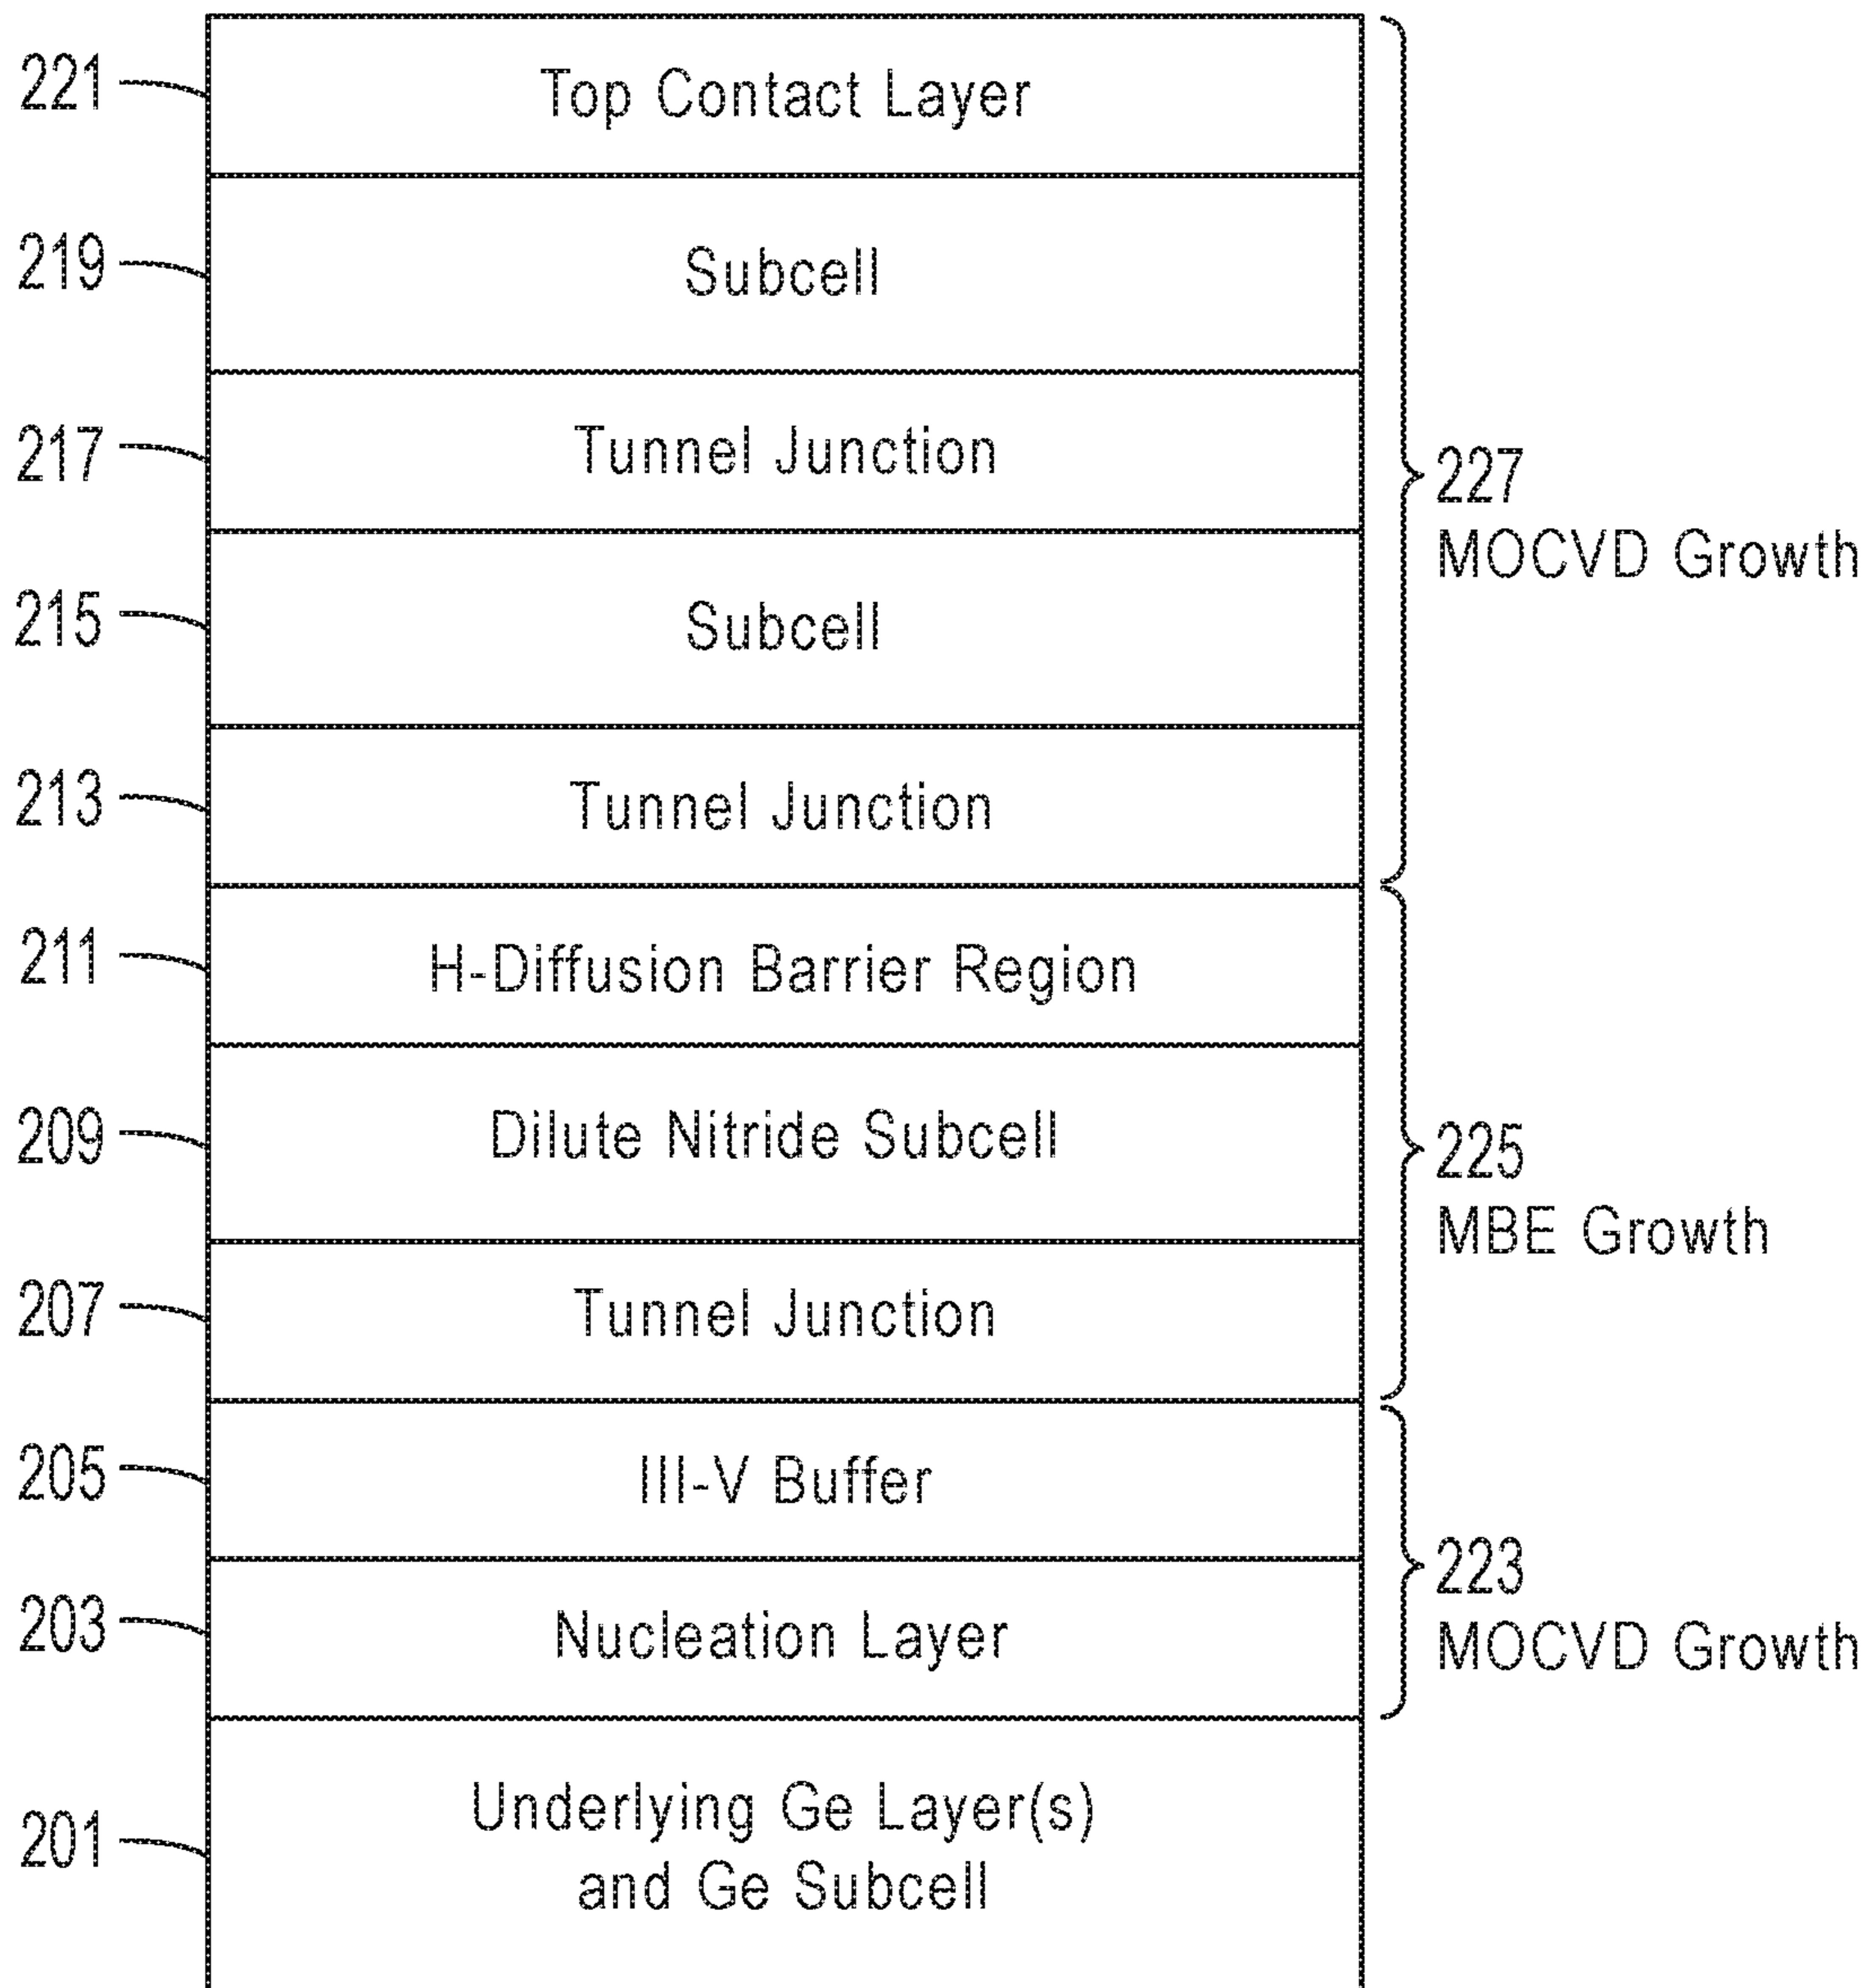 221
Top Contact Layer
219
Subcell
217
Tunnel Junction
227
MOCVD Growth
215
Subcell
213
Tunnel Junction
211
H-Diffusion Barrier Region
209
Dilute Nitride Subcell
225
MBE Growth
207
Tunnel Junction
205
III-V Buffer
223
MOCVD Growth
203
Nucleation Layer
201
Underlying Ge Layer(s)
and Ge Subcell